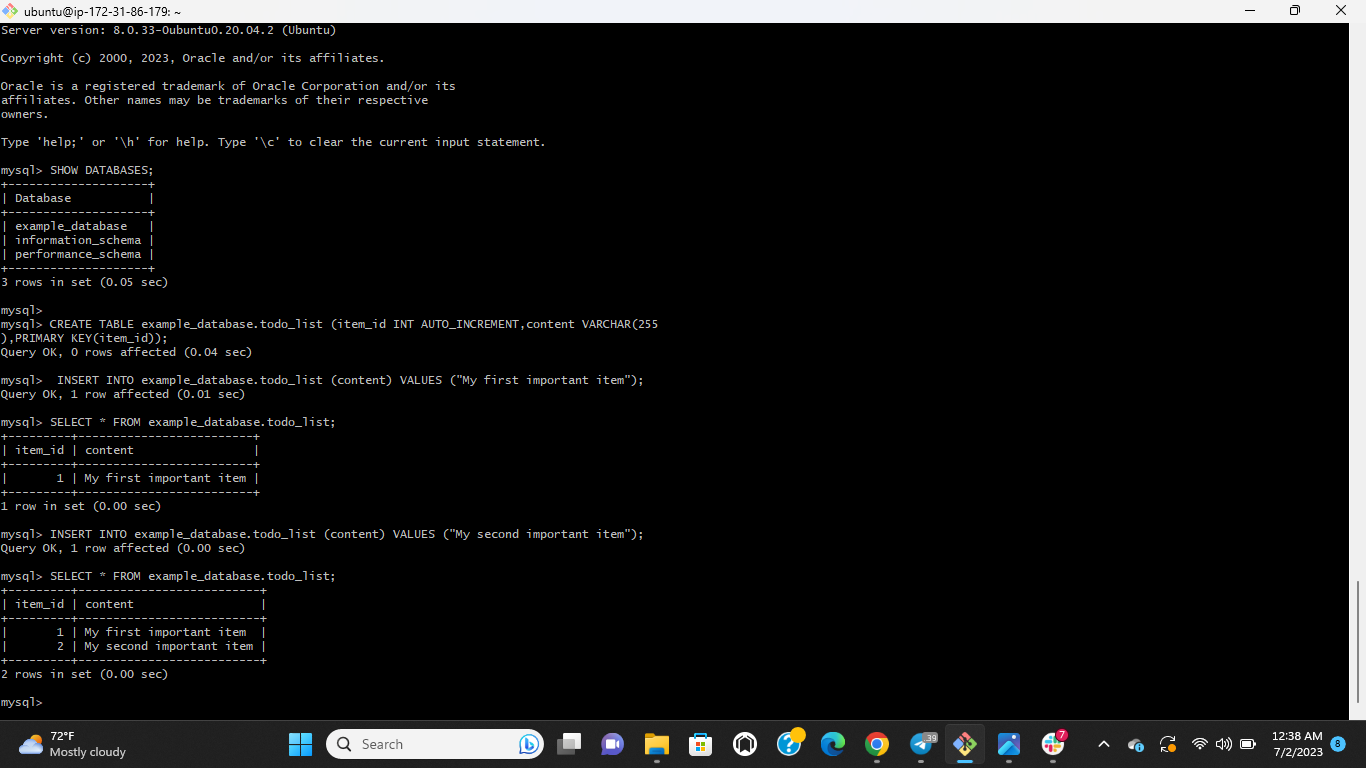 ubuntu@ip-172-31-86-179: ~
Server version: 8.0.33-0ubuntu0.20.04.2 (Ubuntu)
Copyright (c) 2000, 2023, Oracle and/or its affiliates.
Oracle is a registered trademark of Oracle Corporation and/or its
affiliates. Other names may be trademarks of their respective
owners.
Type 'help;' or '\h' for help. Type '\c' to clear the current input statement.
mysql> SHOW DATABASES;
+--------------------+
| Database           |
+--------------------+
| example_database   |
| information_schema |
| performance_schema |
+--------------------+
3 rows in set (0.05 sec)
mysql>
mysql> CREATE TABLE example_database.todo_list (item_id INT AUTO_INCREMENT,content VARCHAR(255
),PRIMARY KEY(item_id));
Query OK, 0 rows affected (0.04 sec)
mysql>  INSERT INTO example_database.todo_list (content) VALUES ("My first important item");
Query OK, 1 row affected (0.01 sec)
mysql> SELECT * FROM example_database.todo_list;
+---------+-------------------------+
| item_id | content                 |
+---------+-------------------------+
|       1 | My first important item |
+---------+-------------------------+
1 row in set (0.00 sec)
mysql> INSERT INTO example_database.todo_list (content) VALUES ("My second important item");
Query OK, 1 row affected (0.00 sec)
mysql> SELECT * FROM example_database.todo_list;
+---------+--------------------------+
| item_id | content                  |
+---------+--------------------------+
|       1 | My first important item  |
|       2 | My second important item |
+---------+--------------------------+
2 rows in set (0.00 sec)
mysql>
72°F
Mostly cloudy
Search
39
7
12:38 AM
7/2/2023
8